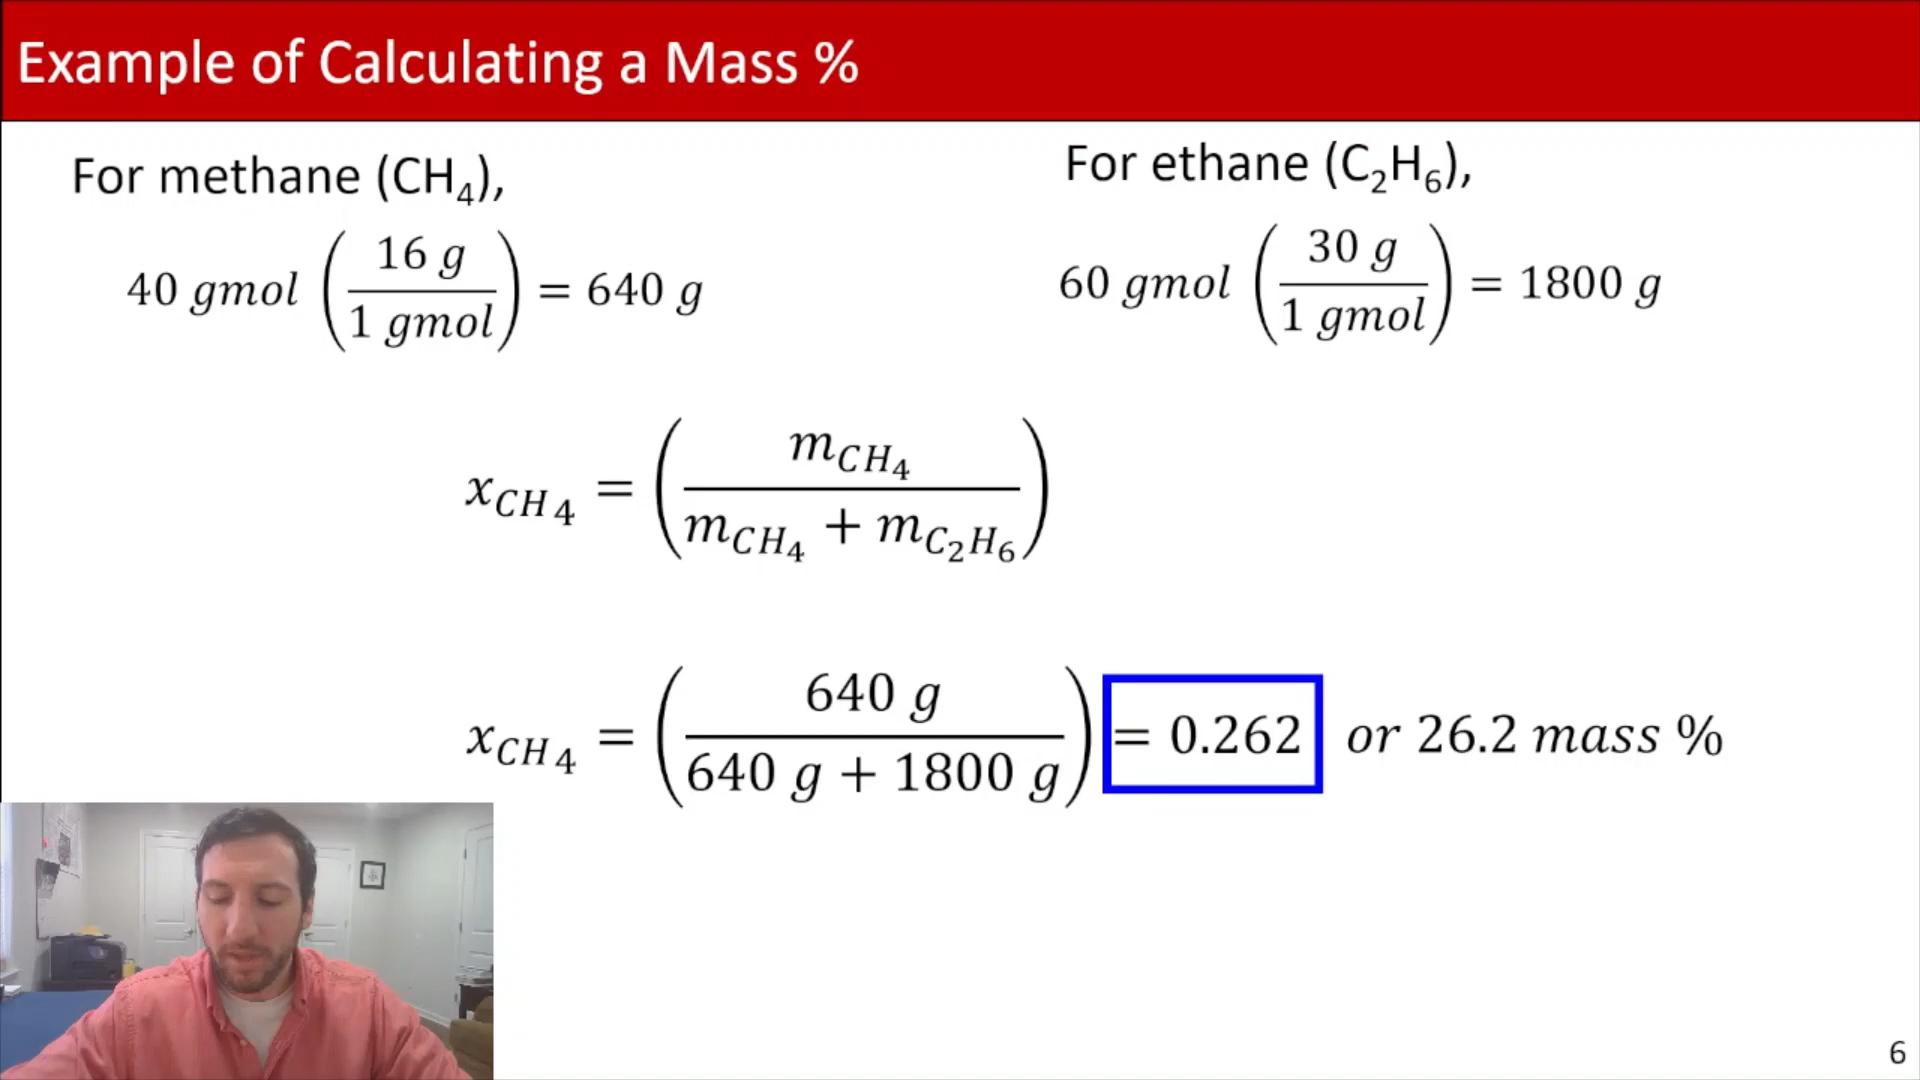 Example of Calculating a Mass %
For methane (CH₄),
40 gmol (16 g / 1 gmol) = 640 g
For ethane (C₂H₆),
60 gmol (30 g / 1 gmol) = 1800 g
x_CH₄ = (m_CH₄ / m_CH₄ + m_C₂H₆)
x_CH₄ = (640 g / 640 g + 1800 g) = 0.262 or 26.2 mass %
6